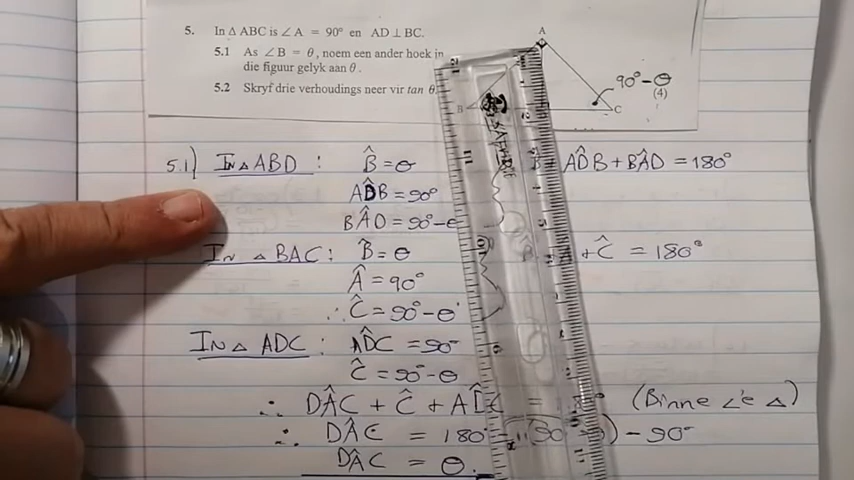 5. In △ ABC is ∠ A = 90° en AD ⊥ BC.
5.1 As ∠B = θ, noem een ander hoek in
die figuur gelyk aan θ.
5.2 Skryf drie verhoudings neer vir tan θ
A
B
C
90°-θ
(4)
5.1) In △ ABD : B̂ = θ
+ AD̂B + BÂD = 180°
AD̂B = 90°
BÂD = 90°-θ
In △ BAC : B̂ = θ
+ Ĉ = 180°
Â = 90°
∴ Ĉ = 90°-θ
In △ ADC : AD̂C = 90°
Ĉ = 90°-θ
∴ DÂC + Ĉ + AD̂C = (Binne ∠'e △)
∴ DÂC = 180° - (90 ) - 90°
DÂC = θ.